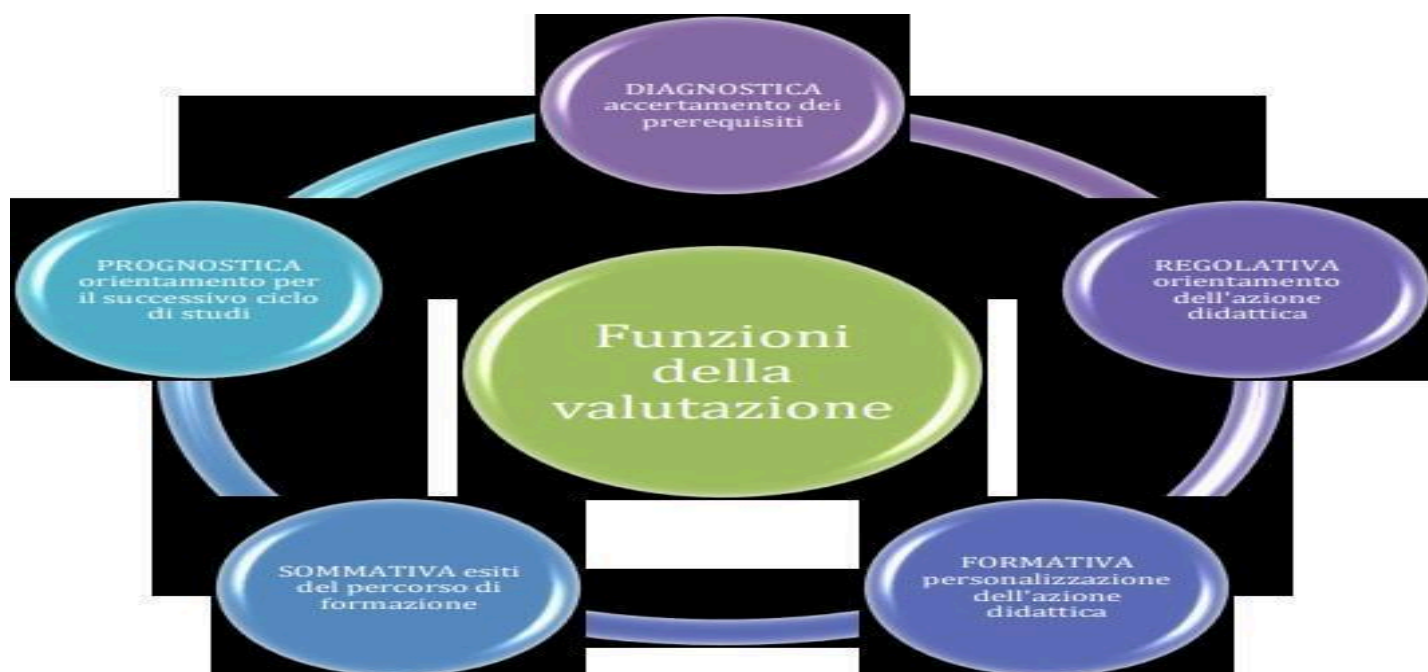 DIAGNOSTICA
accertamento dei
prerequisiti
REGOLATIVA
orientamento
dell'azione
didattica
FORMATIVA
personalizzazione
dell'azione
didattica
SOMMATIVA esiti
del percorso di
formazione
PROGNOSTICA
orientamento per
il successivo ciclo
di studi
Funzioni
della
valutazione